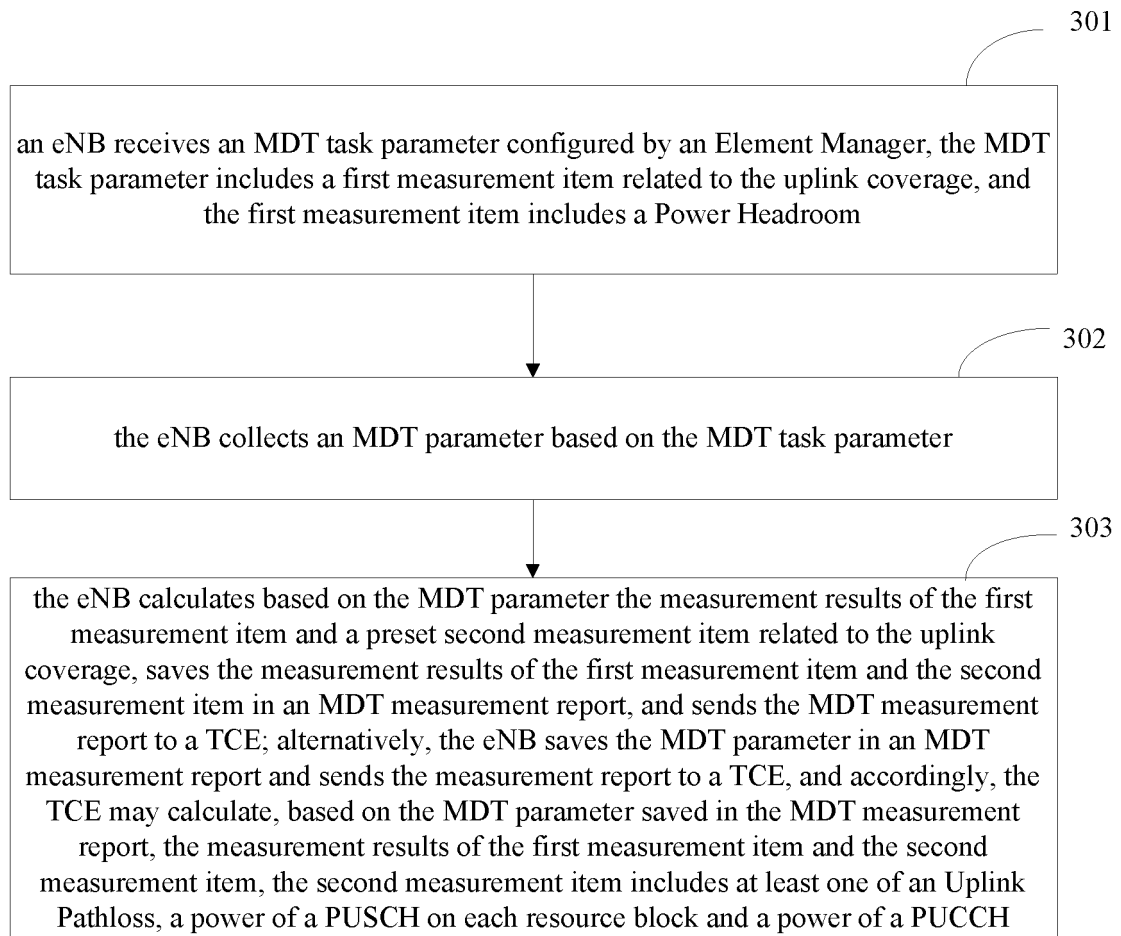 301
an eNB receives an MDT task parameter configured by an Element Manager, the MDT
task parameter includes a first measurement item related to the uplink coverage, and
the first measurement item includes a Power Headroom
302
the eNB collects an MDT parameter based on the MDT task parameter
303
the eNB calculates based on the MDT parameter the measurement results of the first
measurement item and a preset second measurement item related to the uplink
coverage, saves the measurement results of the first measurement item and the second
measurement item in an MDT measurement report, and sends the MDT measurement
report to a TCE; alternatively, the eNB saves the MDT parameter in an MDT
measurement report and sends the measurement report to a TCE, and accordingly, the
TCE may calculate, based on the MDT parameter saved in the MDT measurement
report, the measurement results of the first measurement item and the second
measurement item, the second measurement item includes at least one of an Uplink
Pathloss, a power of a PUSCH on each resource block and a power of a PUCCH